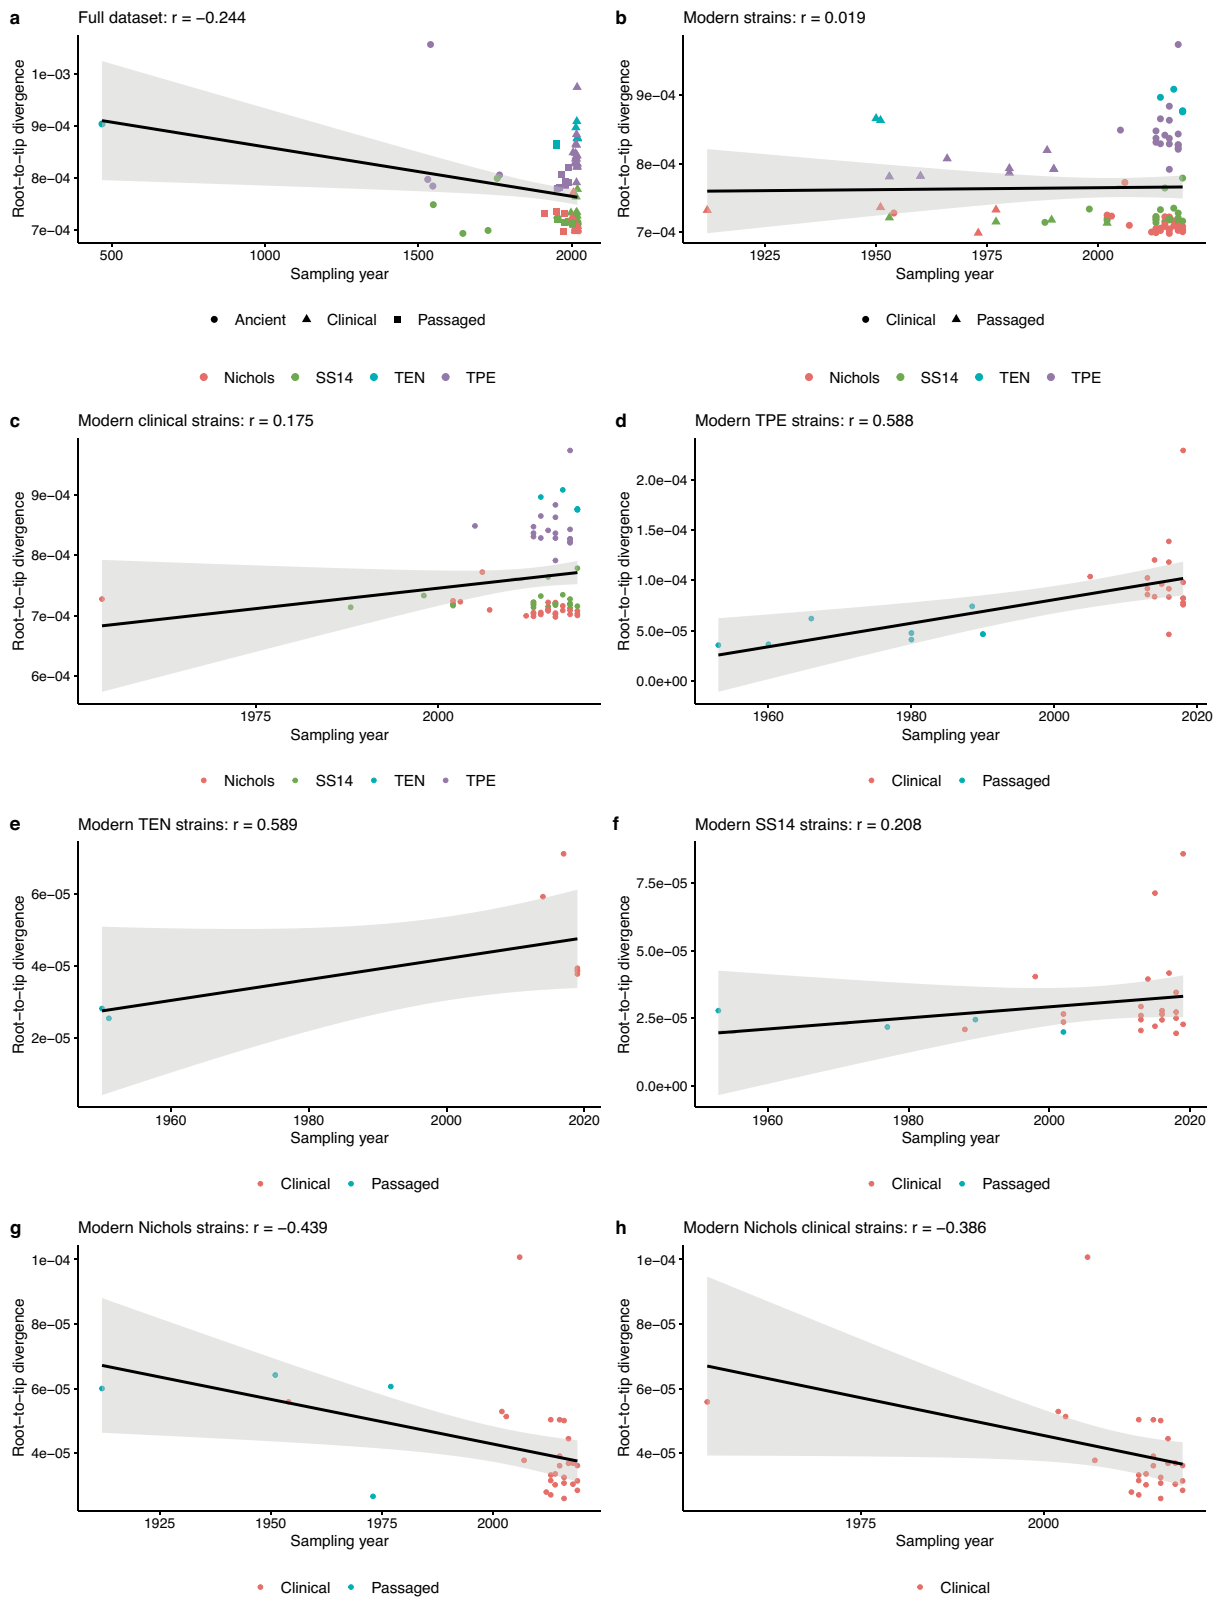 a Full dataset: r = −0.244
Root−to−tip divergence
1e−03
9e−04
8e−04
7e−04
500 1000 1500 2000
Sampling year
Ancient Clinical Passaged
Nichols SS14 TEN TPE
b Modern strains: r = 0.019
Root−to−tip divergence
9e−04
8e−04
7e−04
1925 1950 1975 2000
Sampling year
Clinical Passaged
Nichols SS14 TEN TPE
c Modern clinical strains: r = 0.175
Root−to−tip divergence
9e−04
8e−04
7e−04
6e−04
1975 2000
Sampling year
Nichols SS14 TEN TPE
d Modern TPE strains: r = 0.588
Root−to−tip divergence
2.0e−04
1.5e−04
1.0e−04
5.0e−05
0.0e+00
1960 1980 2000 2020
Sampling year
Clinical Passaged
e Modern TEN strains: r = 0.589
Root−to−tip divergence
6e−05
4e−05
2e−05
1960 1980 2000 2020
Sampling year
Clinical Passaged
f Modern SS14 strains: r = 0.208
Root−to−tip divergence
7.5e−05
5.0e−05
2.5e−05
0.0e+00
1960 1980 2000 2020
Sampling year
Clinical Passaged
g Modern Nichols strains: r = −0.439
Root−to−tip divergence
1e−04
8e−05
6e−05
4e−05
1925 1950 1975 2000
Sampling year
Clinical Passaged
h Modern Nichols clinical strains: r = −0.386
Root−to−tip divergence
1e−04
8e−05
6e−05
4e−05
1975 2000
Sampling year
Clinical